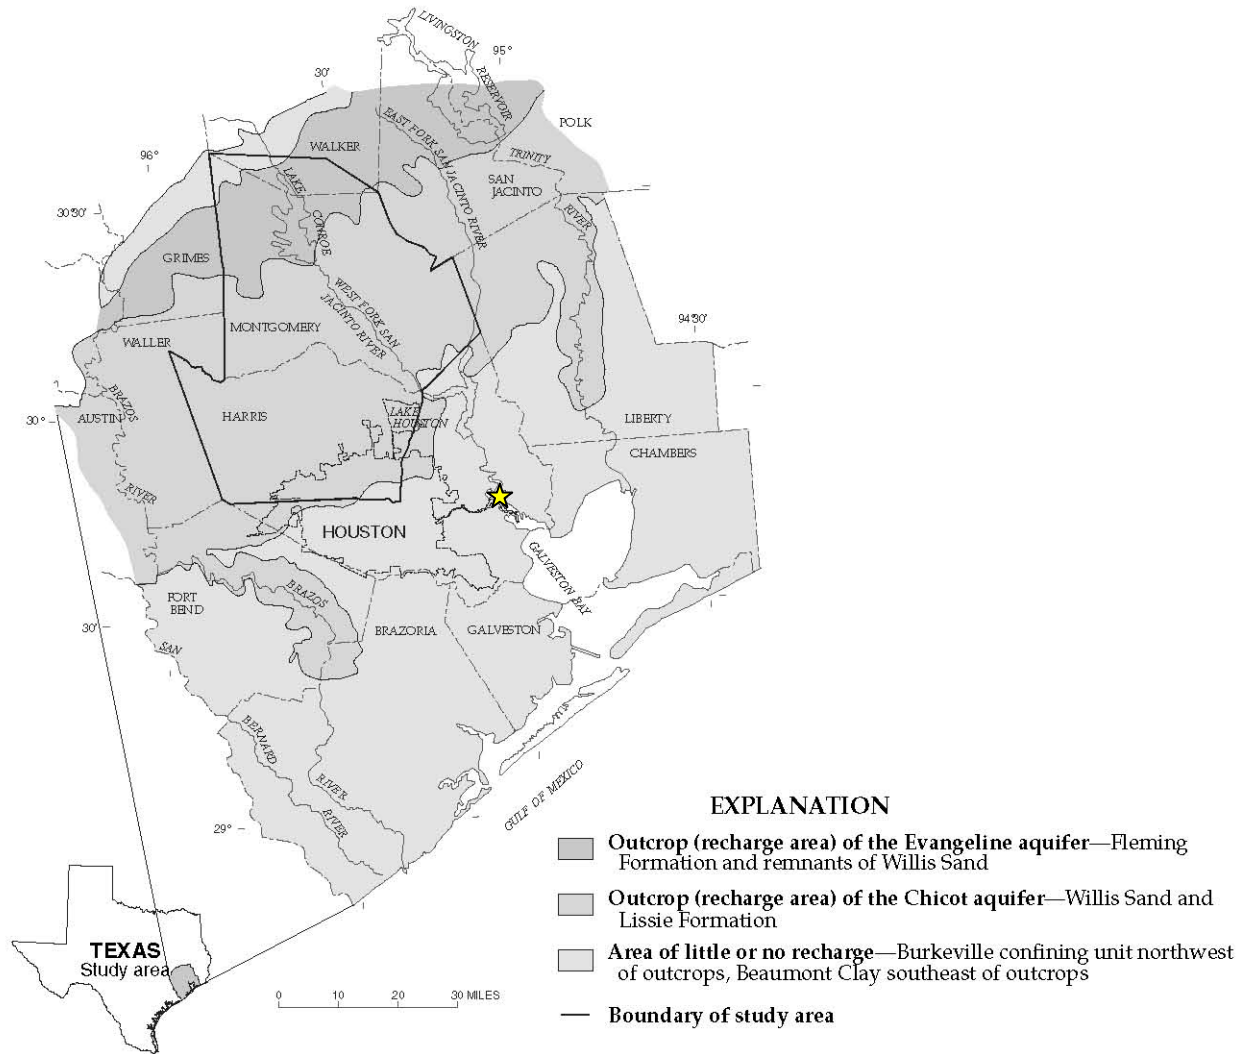 LIVINGSTON
RESERVOIR
95°
30'
EAST FORK SAN JACINTO RIVER
POLK
WALKER
TRINITY
96°
LAKE
CONROE
SAN
JACINTO
RIVER
30°30'
GRIMES
WEST FORK SAN
JACINTO RIVER
94°30'
MONTGOMERY
WALLER
BRAZOS
30°
AUSTIN
HARRIS
LAKE
HOUSTON
LIBERTY
CHAMBERS
RIVER
HOUSTON
GALVESTON BAY
FORT
BEND
BRAZOS
30'
BRAZORIA
GALVESTON
SAN
BERNARD
RIVER
RIVER
GULF OF MEXICO
29°
EXPLANATION
Outcrop (recharge area) of the Evangeline aquifer—Fleming
Formation and remnants of Willis Sand
Outcrop (recharge area) of the Chicot aquifer—Willis Sand and
Lissie Formation
Area of little or no recharge—Burkeville confining unit northwest
of outcrops, Beaumont Clay southeast of outcrops
Boundary of study area
TEXAS
Study area
0 10 20 30 MILES